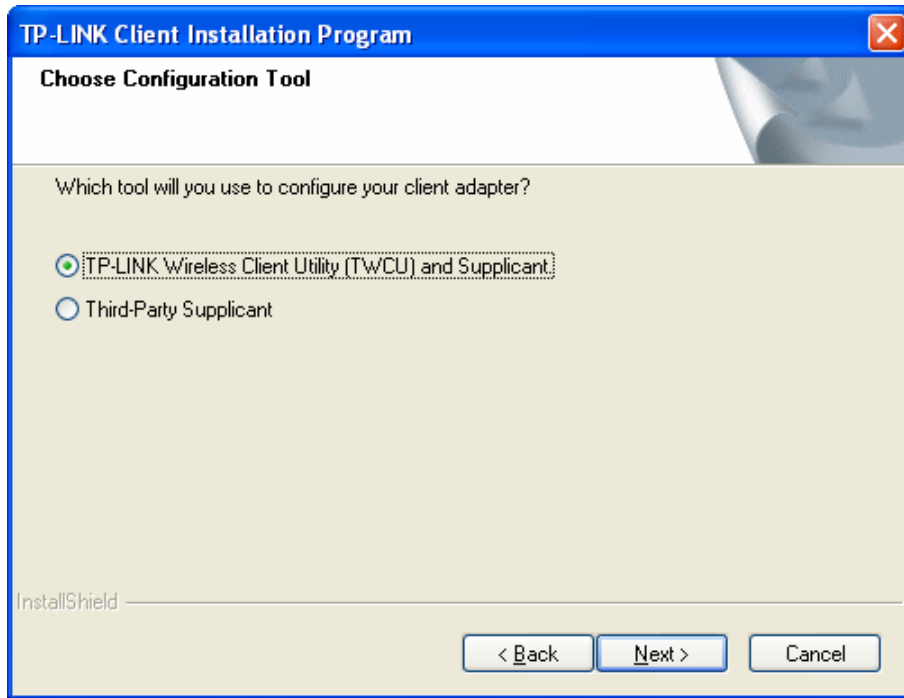 TP-LINK Client Installation Program
Choose Configuration Tool
Which tool will you use to configure your client adapter?
TP-LINK Wireless Client Utility (TWCU) and Supplicant.
Third-Party Supplicant
InstallShield
< Back
Next >
Cancel